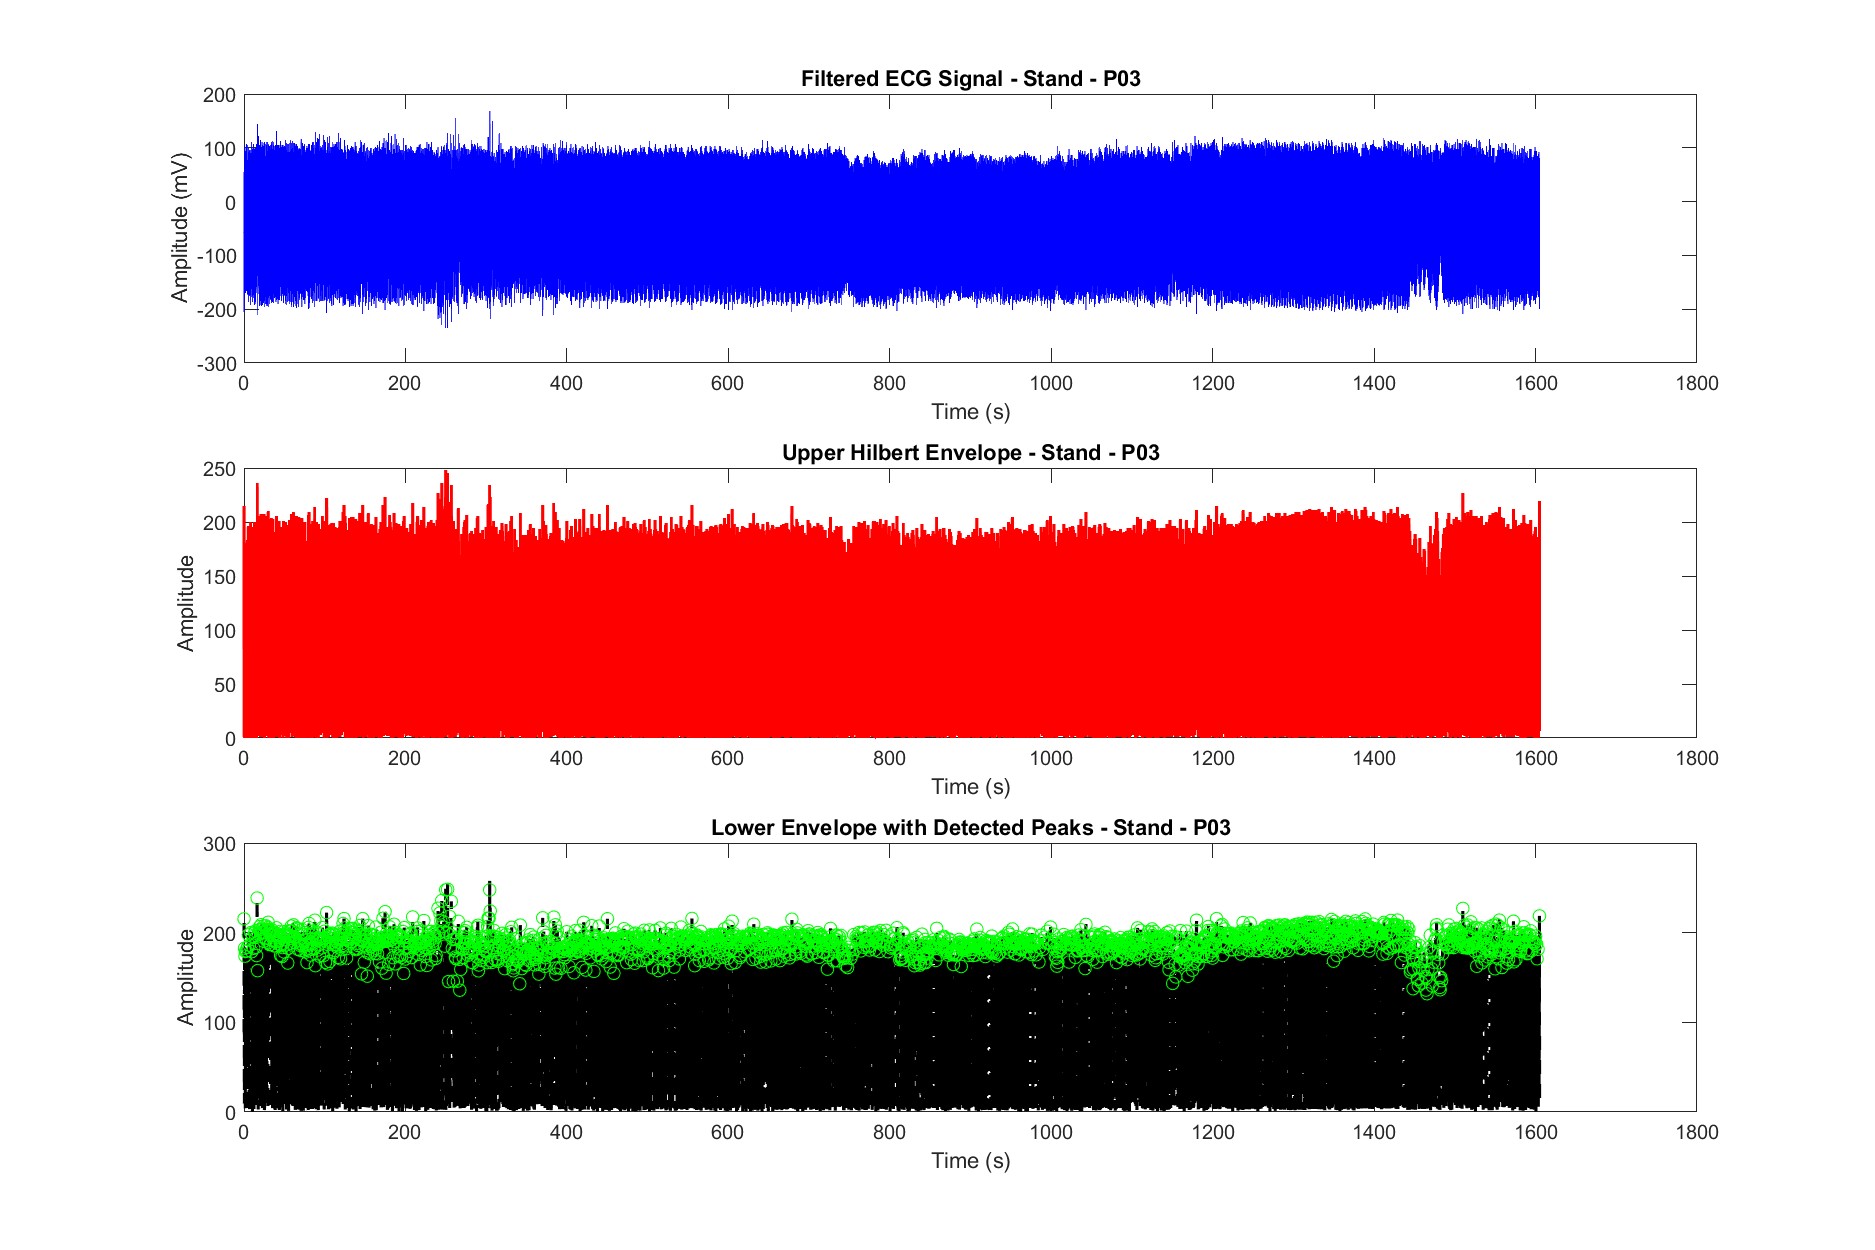 Filtered ECG Signal - Stand - P03
200
100
0
-100
-200
-300
Amplitude (mV)
0 200 400 600 800 1000 1200 1400 1600 1800
Time (s)
Upper Hilbert Envelope - Stand - P03
250
200
150
100
50
0
Amplitude
0 200 400 600 800 1000 1200 1400 1600 1800
Time (s)
Lower Envelope with Detected Peaks - Stand - P03
300
200
100
0
Amplitude
0 200 400 600 800 1000 1200 1400 1600 1800
Time (s)